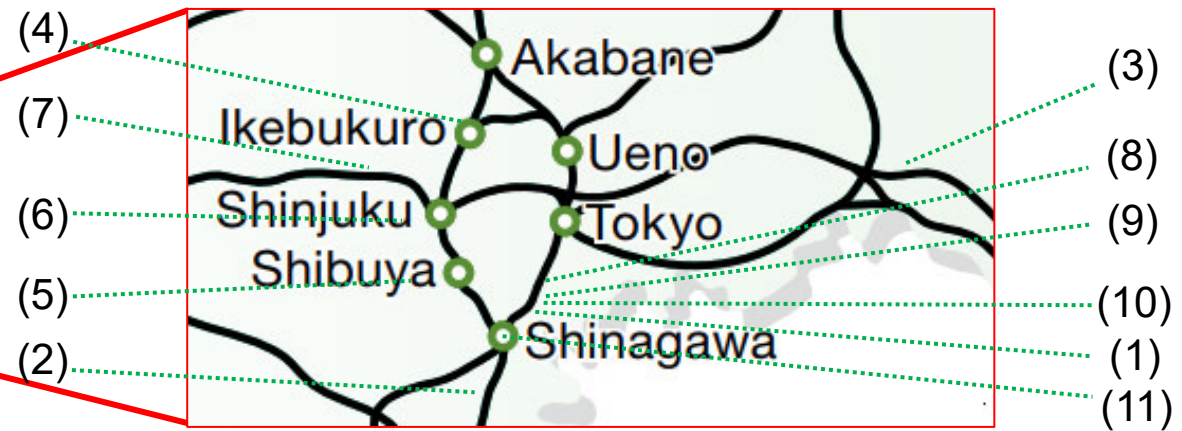 (4)
Akabane
(3)
(7)
Ikebukuro
Ueno
(8)
(6)
Shinjuku
Tokyo
(9)
Shibuya
(5)
(10)
Shinagawa
(1)
(2)
(11)